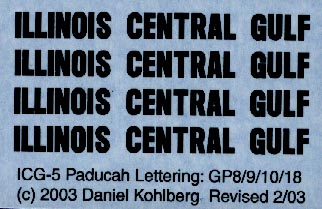 ILLINOIS CENTRAL GULF
ILLINOIS CENTRAL GULF
ILLINOIS CENTRAL GULF
ILLINOIS CENTRAL GULF
ICG-5 Paducah Lettering: GP8/9/10/18
(c) 2003 Daniel Kohlberg  Revised 2/03